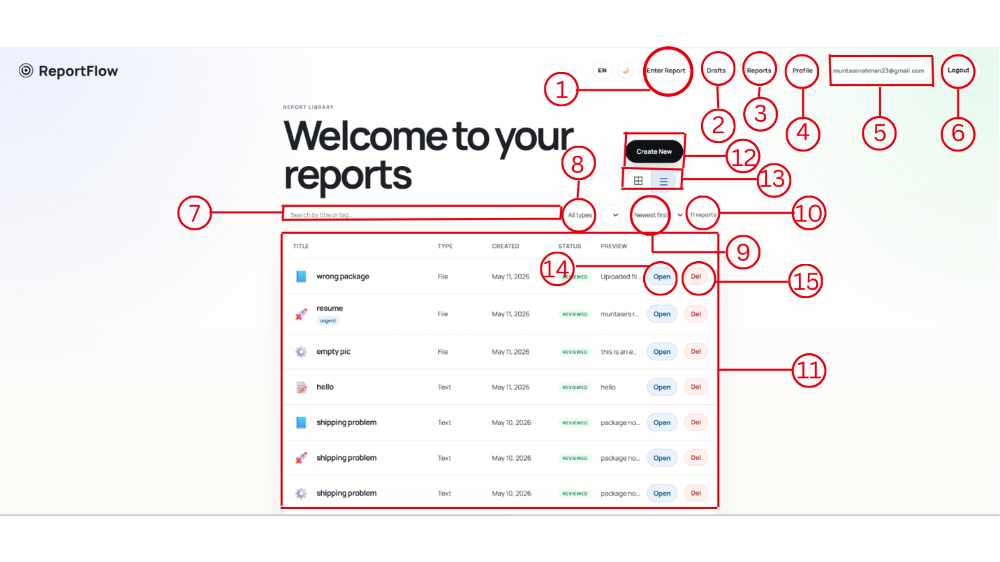 ReportFlow
EN
Enter Report
Drafts
Reports
Profile
muntasirrahman23@gmail.com
Logout
1
2
3
4
5
6
REPORT LIBRARY
Welcome to your
reports
Create New
8
12
13
7
Search by title or tag...
All types
Newest first
11 reports
10
9
TITLE TYPE CREATED STATUS PREVIEW
14
15
wrong package File May 11, 2026 REVIEWED Uploaded fil... Open Del
resume File May 11, 2026 REVIEWED muntasirs r... Open Del
urgent
empty pic File May 11, 2026 REVIEWED this is an e... Open Del
11
hello Text May 11, 2026 REVIEWED hello Open Del
shipping problem Text May 10, 2026 REVIEWED package no... Open Del
shipping problem Text May 10, 2026 REVIEWED package no... Open Del
shipping problem Text May 10, 2026 REVIEWED package no... Open Del